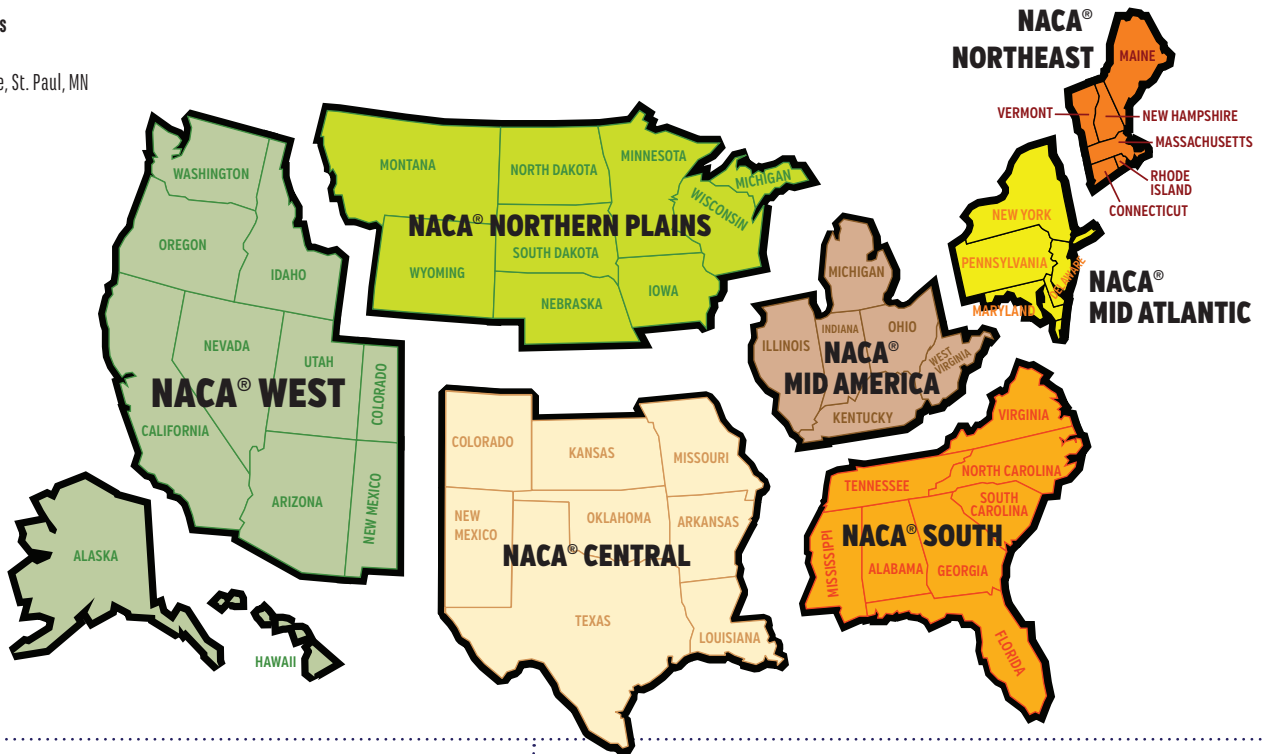 s
e, St. Paul, MN
NACA® WEST
WASHINGTON
OREGON
IDAHO
NEVADA
UTAH
COLORADO
CALIFORNIA
ARIZONA
NEW MEXICO
ALASKA
HAWAII
NACA® NORTHERN PLAINS
MONTANA
NORTH DAKOTA
MINNESOTA
MICHIGAN
WISCONSIN
SOUTH DAKOTA
WYOMING
NEBRASKA
IOWA
NACA® CENTRAL
COLORADO
KANSAS
MISSOURI
NEW
MEXICO
OKLAHOMA
ARKANSAS
TEXAS
LOUISIANA
NACA®
MID AMERICA
MICHIGAN
ILLINOIS
INDIANA
OHIO
WEST
VIRGINIA
KENTUCKY
NACA®
NORTHEAST
MAINE
VERMONT
NEW HAMPSHIRE
MASSACHUSETTS
RHODE
ISLAND
CONNECTICUT
NACA®
MID ATLANTIC
NEW YORK
PENNSYLVANIA
DELAWARE
MARYLAND
NACA® SOUTH
VIRGINIA
NORTH CAROLINA
TENNESSEE
SOUTH
CAROLINA
MISSISSIPPI
ALABAMA
GEORGIA
FLORIDA